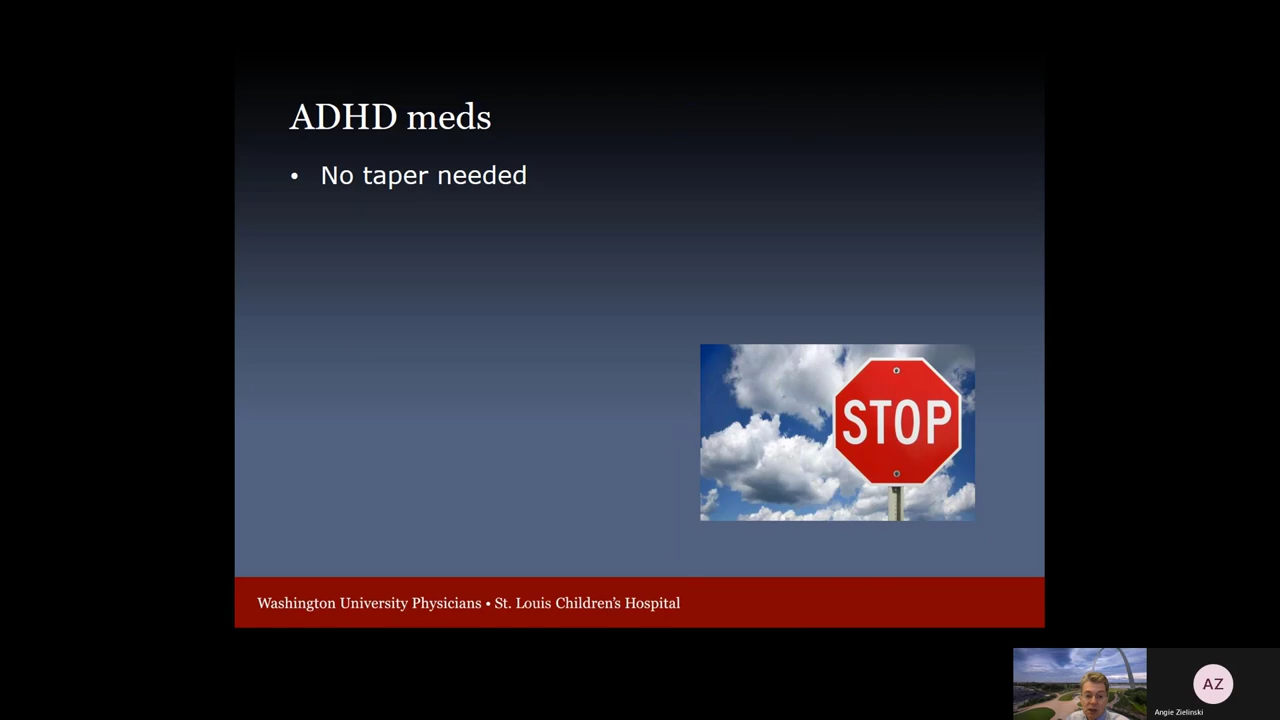 ADHD meds
• No taper needed
STOP
Washington University Physicians • St. Louis Children's Hospital
AZ
Angie Zielinski